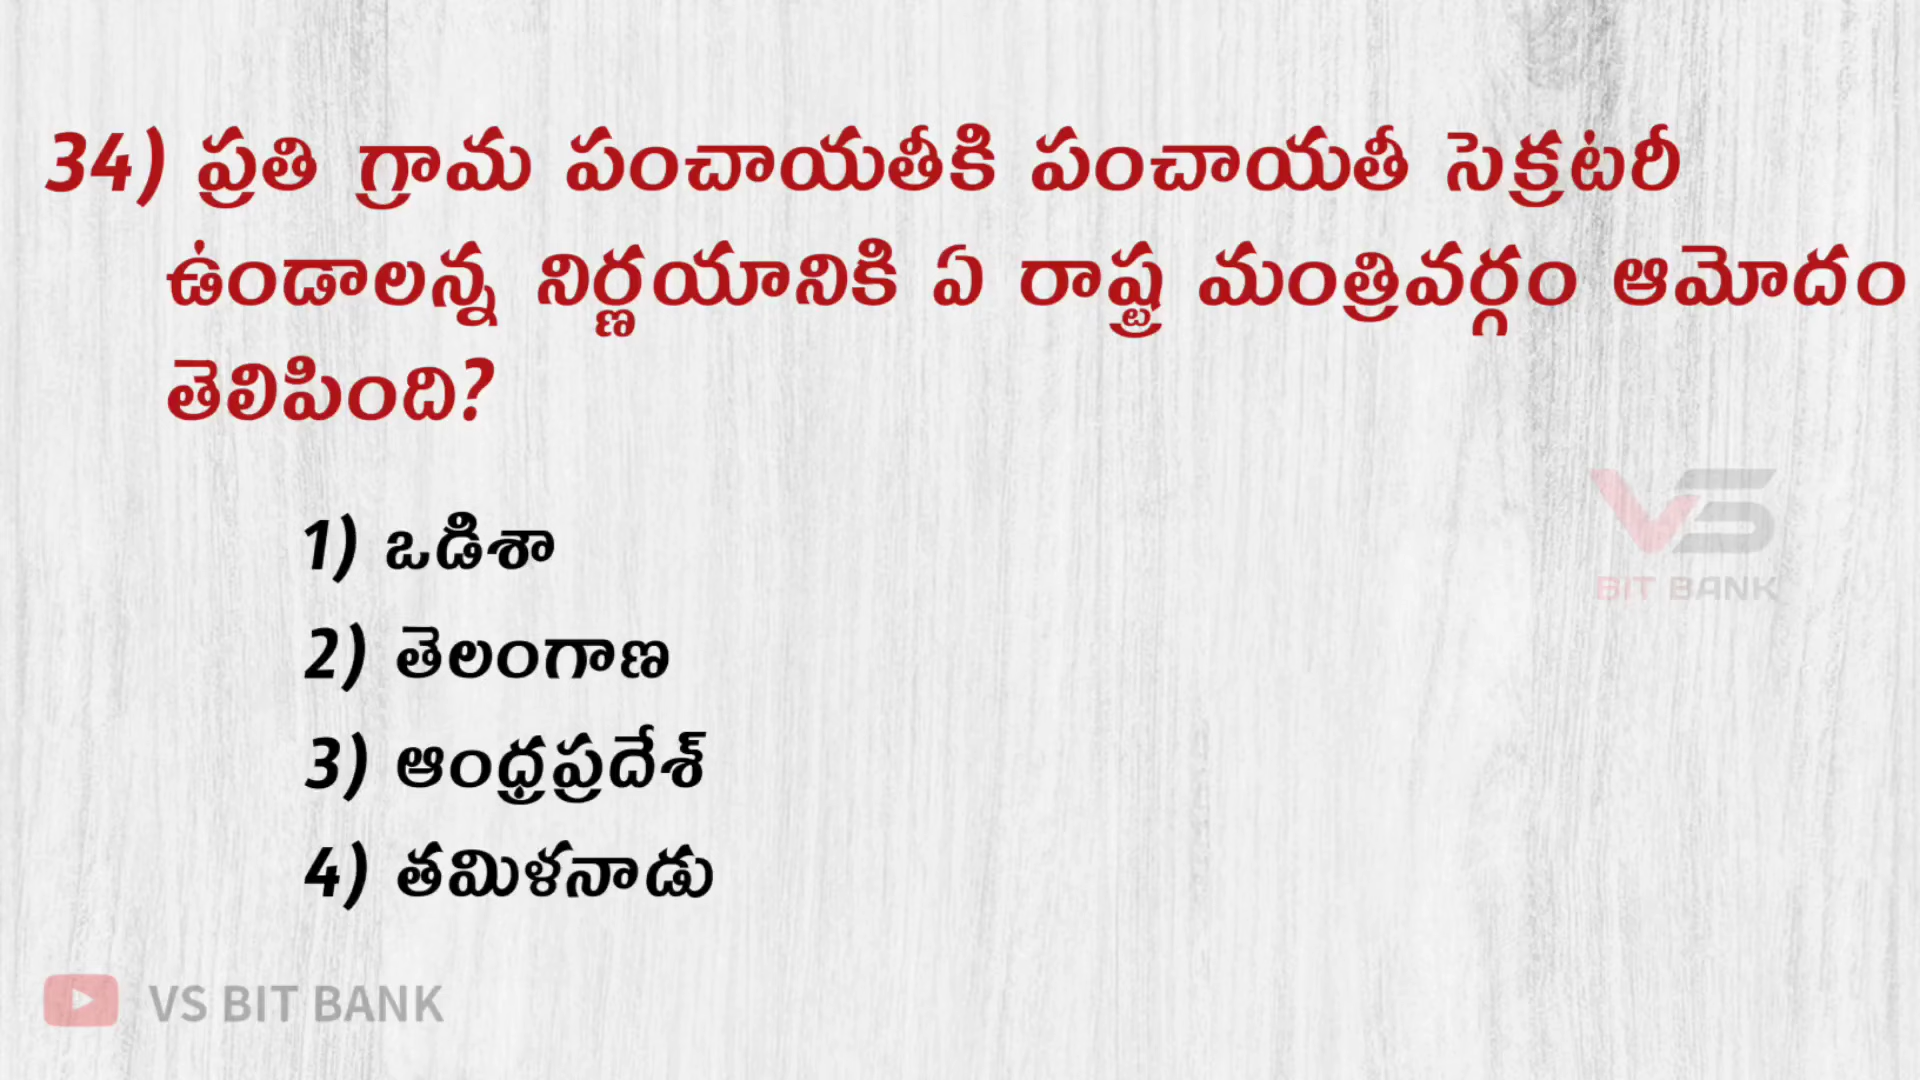 34) ప్రతి గ్రామ పంచాయతీకి పంచాయతీ సెక్రటరీ
ఉండాలన్న నిర్ణయానికి ఏ రాష్ట్ర మంత్రివర్గం ఆమోదం
తెలిపింది?
1) ఒడిశా
2) తెలంగాణ
3) ఆంధ్రప్రదేశ్
4) తమిళనాడు
VS
BIT BANK
VS BIT BANK